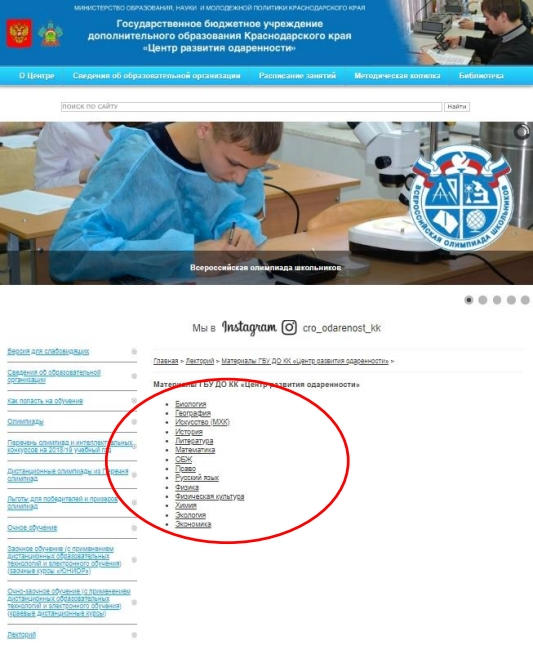 МИНИСТЕРСТВО ОБРАЗОВАНИЯ, НАУКИ И МОЛОДЕЖНОЙ ПОЛИТИКИ КРАСНОДАРСКОГО КРАЯ
Государственное бюджетное учреждение
дополнительного образования Краснодарского края
«Центр развития одаренности»
О Центре Сведения об образовательной организации Расписание занятий Методическая копилка Библиотека
ПОИСК ПО САЙТУ Найти
ВСЕРОССИЙСКАЯ ОЛИМПИАДА ШКОЛЬНИКОВ
Всероссийская олимпиада школьников
Мы в Instagram cro_odarenost_kk
Версия для слабовидящих
Сведения об образовательной
организации
Как попасть на обучение
Олимпиады
Перечень олимпиад и интеллектуальных
конкурсов на 2018/19 учебный год
Дистанционные олимпиады из Перечня
олимпиад
Льготы для победителей и призеров
олимпиад
Очное обучение
Заочное обучение (с применением
дистанционных образовательных
технологий и электронного обучения)
(заочные курсы «ЮНИОР»)
Очно-заочное обучение (с применением
дистанционных образовательных
технологий и электронного обучения)
(краевые дистанционные курсы)
Лекторий
Главная » Лекторий » Материалы ГБУ ДО КК «Центр развития одаренности» »
Материалы ГБУ ДО КК «Центр развития одаренности»
Биология
География
Искусство (МХК)
История
Литература
Математика
ОБЖ
Право
Русский язык
Физика
Физическая культура
Химия
Экология
Экономика